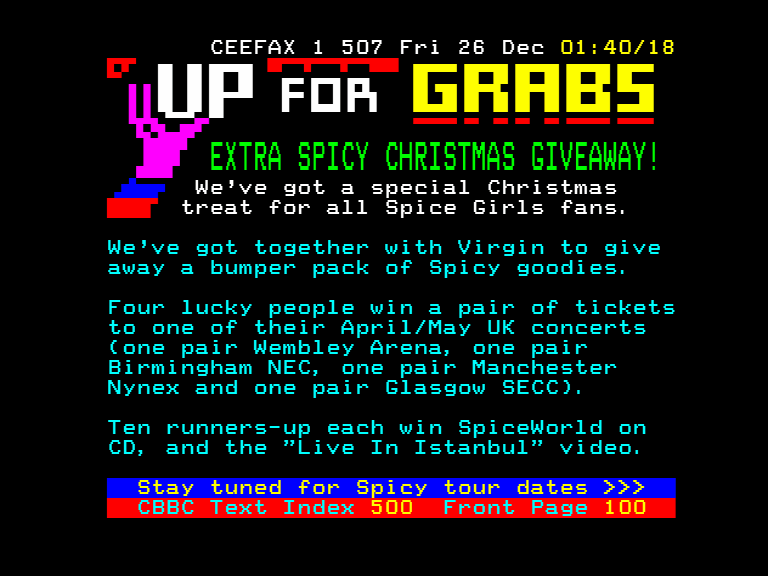 CEEFAX 1 507 Fri 26 Dec 01:40/18
UP FOR GRABS
EXTRA SPICY CHRISTMAS GIVEAWAY!
We've got a special Christmas
treat for all Spice Girls fans.
We've got together with Virgin to give
away a bumper pack of Spicy goodies.
Four lucky people win a pair of tickets
to one of their April/May UK concerts
(one pair Wembley Arena, one pair
Birmingham NEC, one pair Manchester
Nynex and one pair Glasgow SECC).
Ten runners-up each win SpiceWorld on
CD, and the "Live In Istanbul" video.
Stay tuned for Spicy tour dates >>>
CBBC Text Index 500 Front Page 100